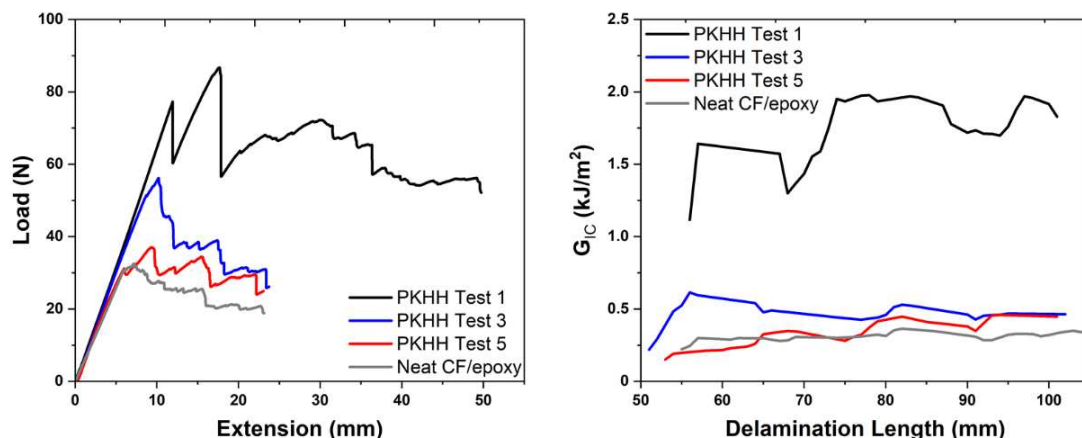 100
80
60
40
20
0
Load (N)
0 10 20 30 40 50
Extension (mm)
PKHH Test 1
PKHH Test 3
PKHH Test 5
Neat CF/epoxy
2.5
2.0
1.5
1.0
0.5
0
G_IC (kJ/m²)
50 60 70 80 90 100
Delamination Length (mm)
PKHH Test 1
PKHH Test 3
PKHH Test 5
Neat CF/epoxy